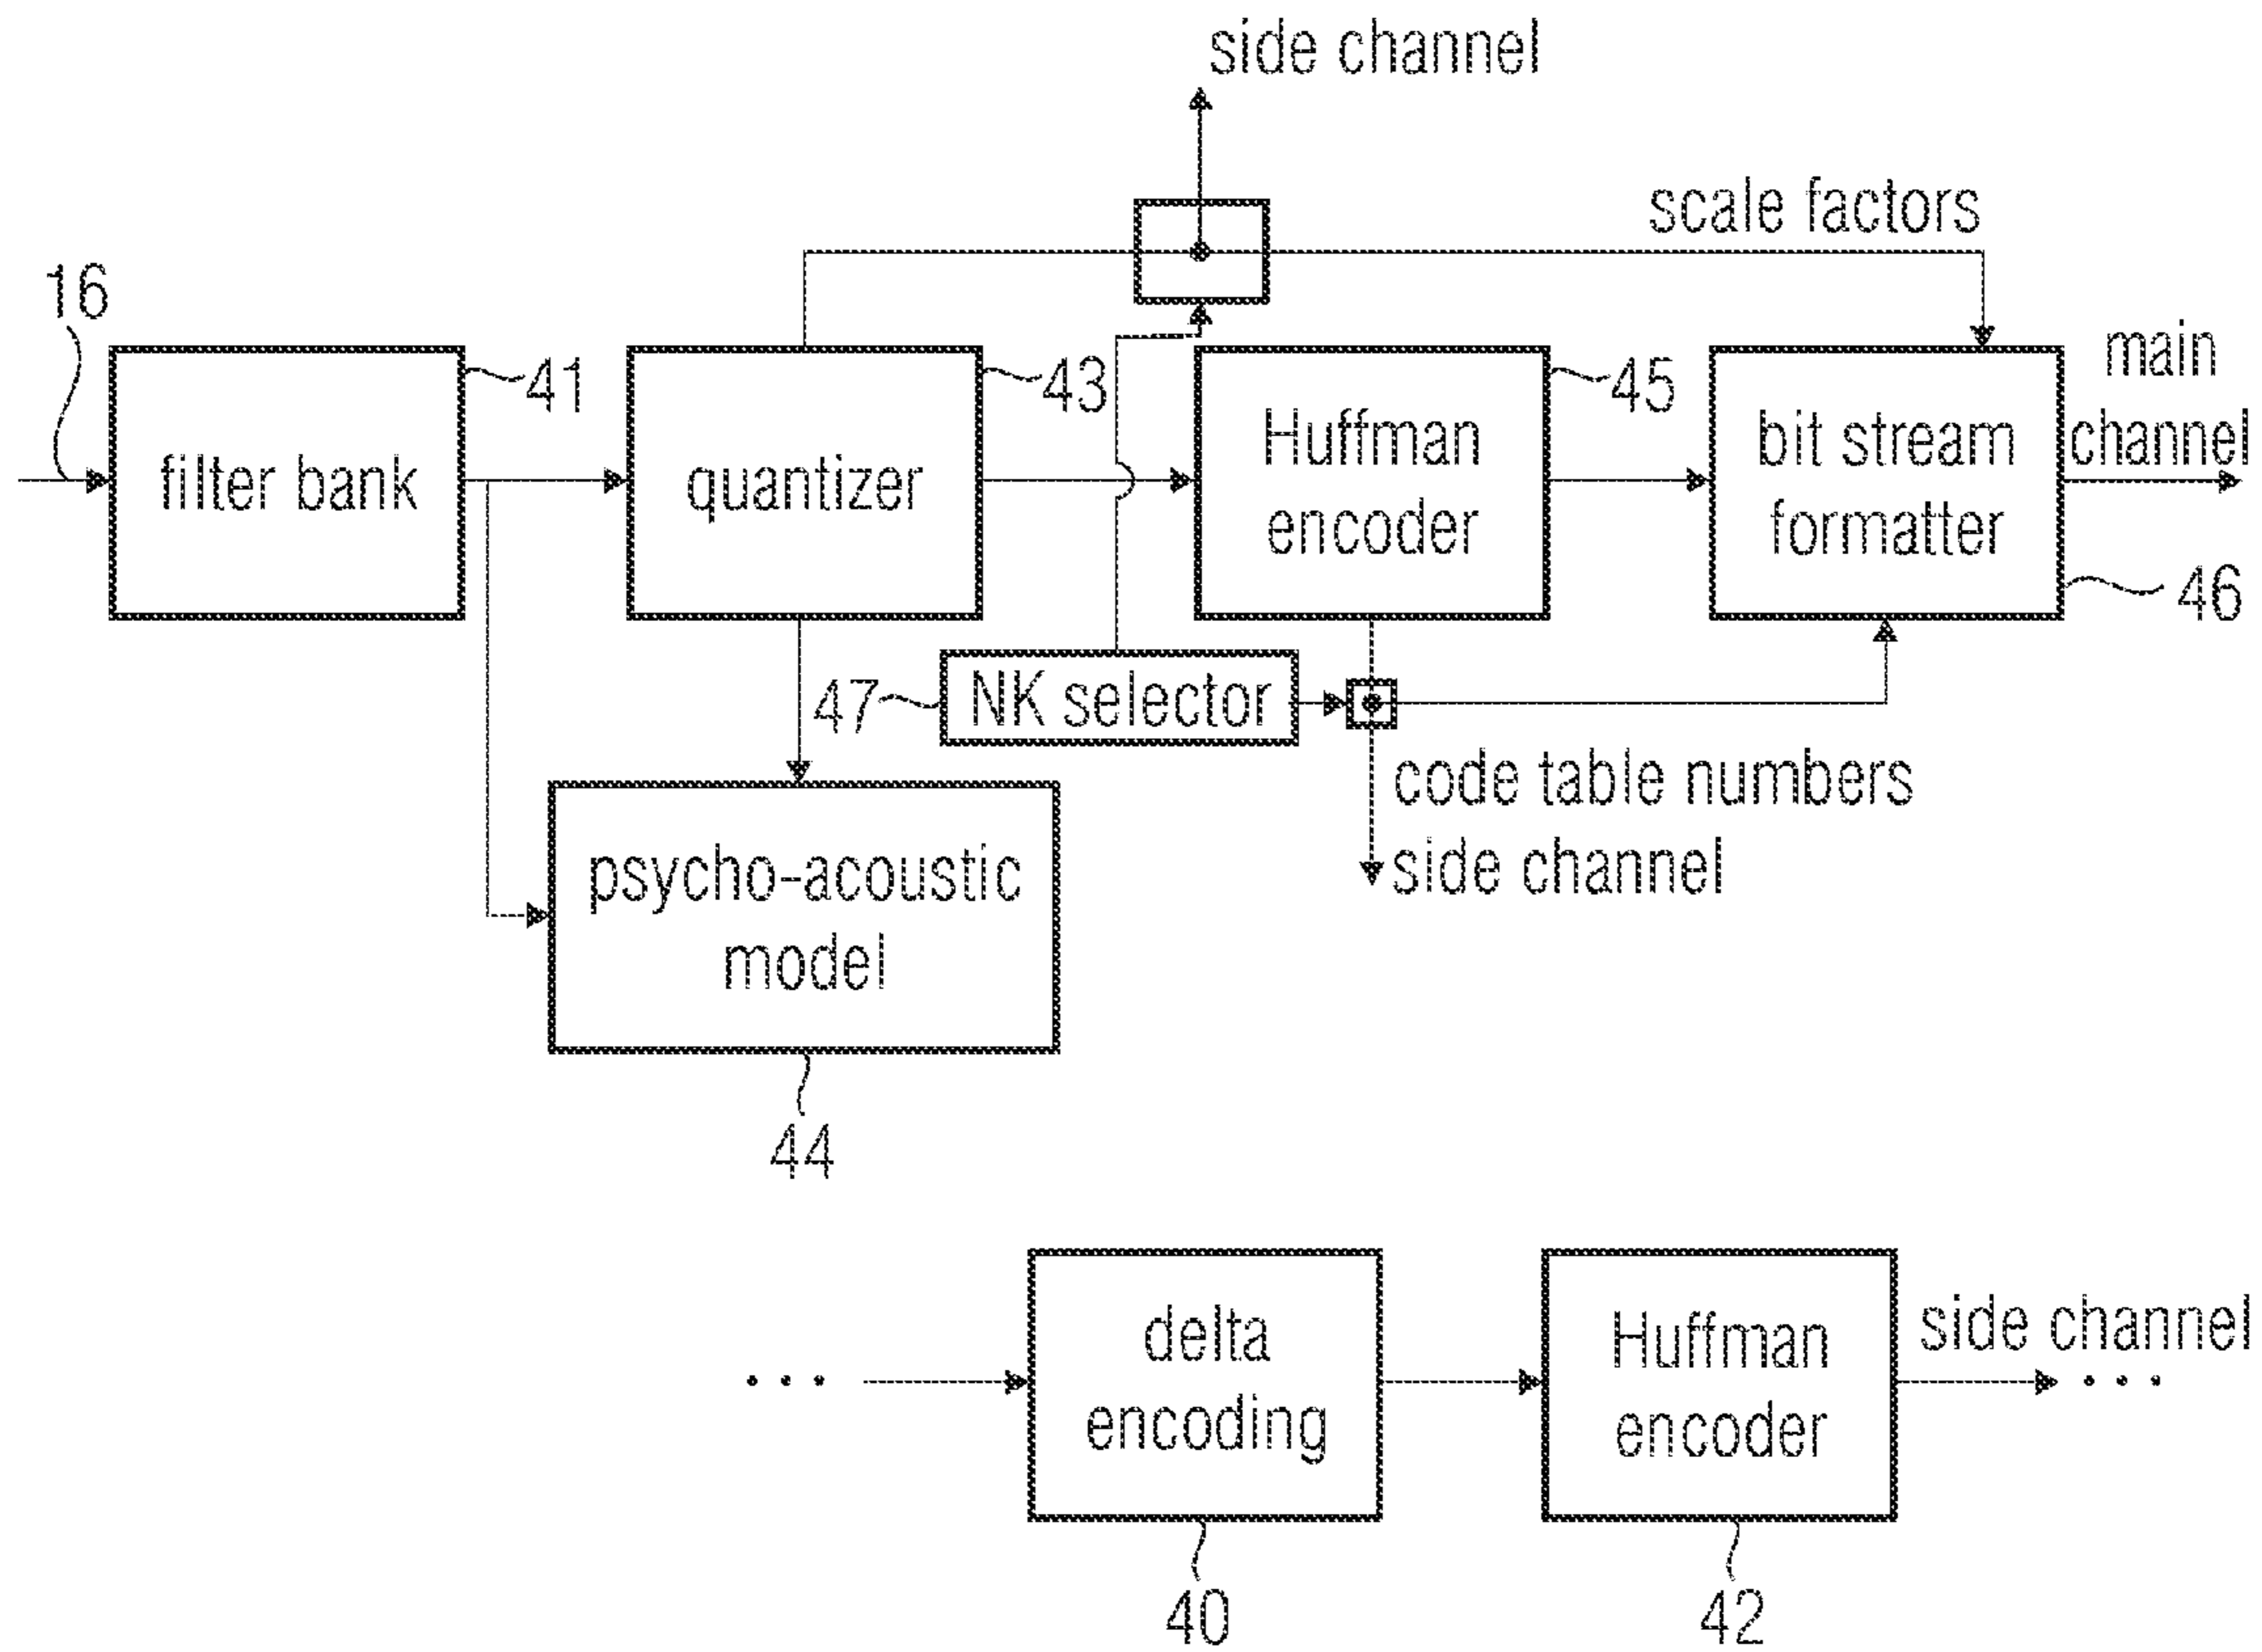 side channel
scale factors
16
41
43
45
main
channel
filter bank
quantizer
Huffman
encoder
bit stream
formatter
46
47
NK selector
code table numbers
side channel
psycho-acoustic
model
44
delta
encoding
Huffman
encoder
side channel
...
...
40
42